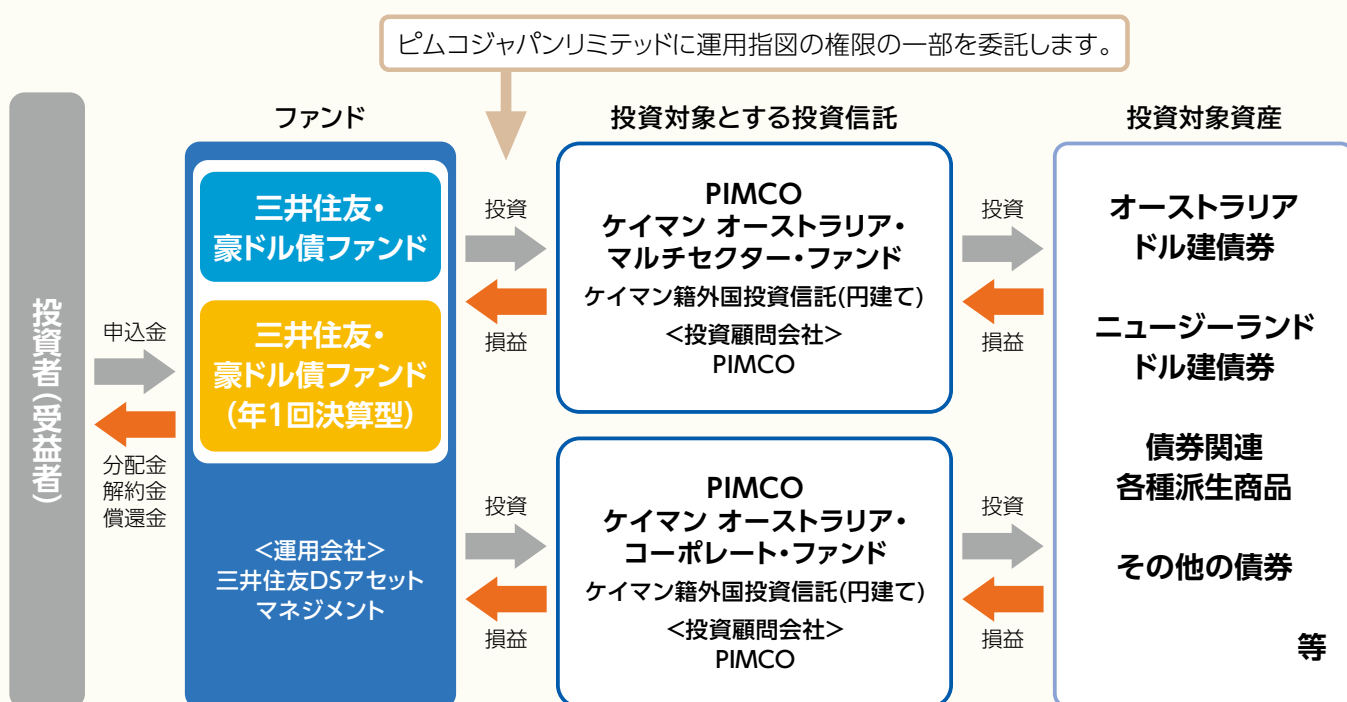 ピムコジャパンリミテッドに運用指図の権限の一部を委託します。
ファンド
投資対象とする投資信託
投資対象資産
投資者(受益者)
申込金
分配金
解約金
償還金
三井住友・
豪ドル債ファンド
三井住友・
豪ドル債ファンド
(年1回決算型)
<運用会社>
三井住友DSアセット
マネジメント
投資
損益
投資
損益
PIMCO
ケイマン オーストラリア・
マルチセクター・ファンド
ケイマン籍外国投資信託(円建て)
<投資顧問会社>
PIMCO
PIMCO
ケイマン オーストラリア・
コーポレート・ファンド
ケイマン籍外国投資信託(円建て)
<投資顧問会社>
PIMCO
投資
損益
投資
損益
オーストラリア
ドル建債券
ニュージーランド
ドル建債券
債券関連
各種派生商品
その他の債券
等